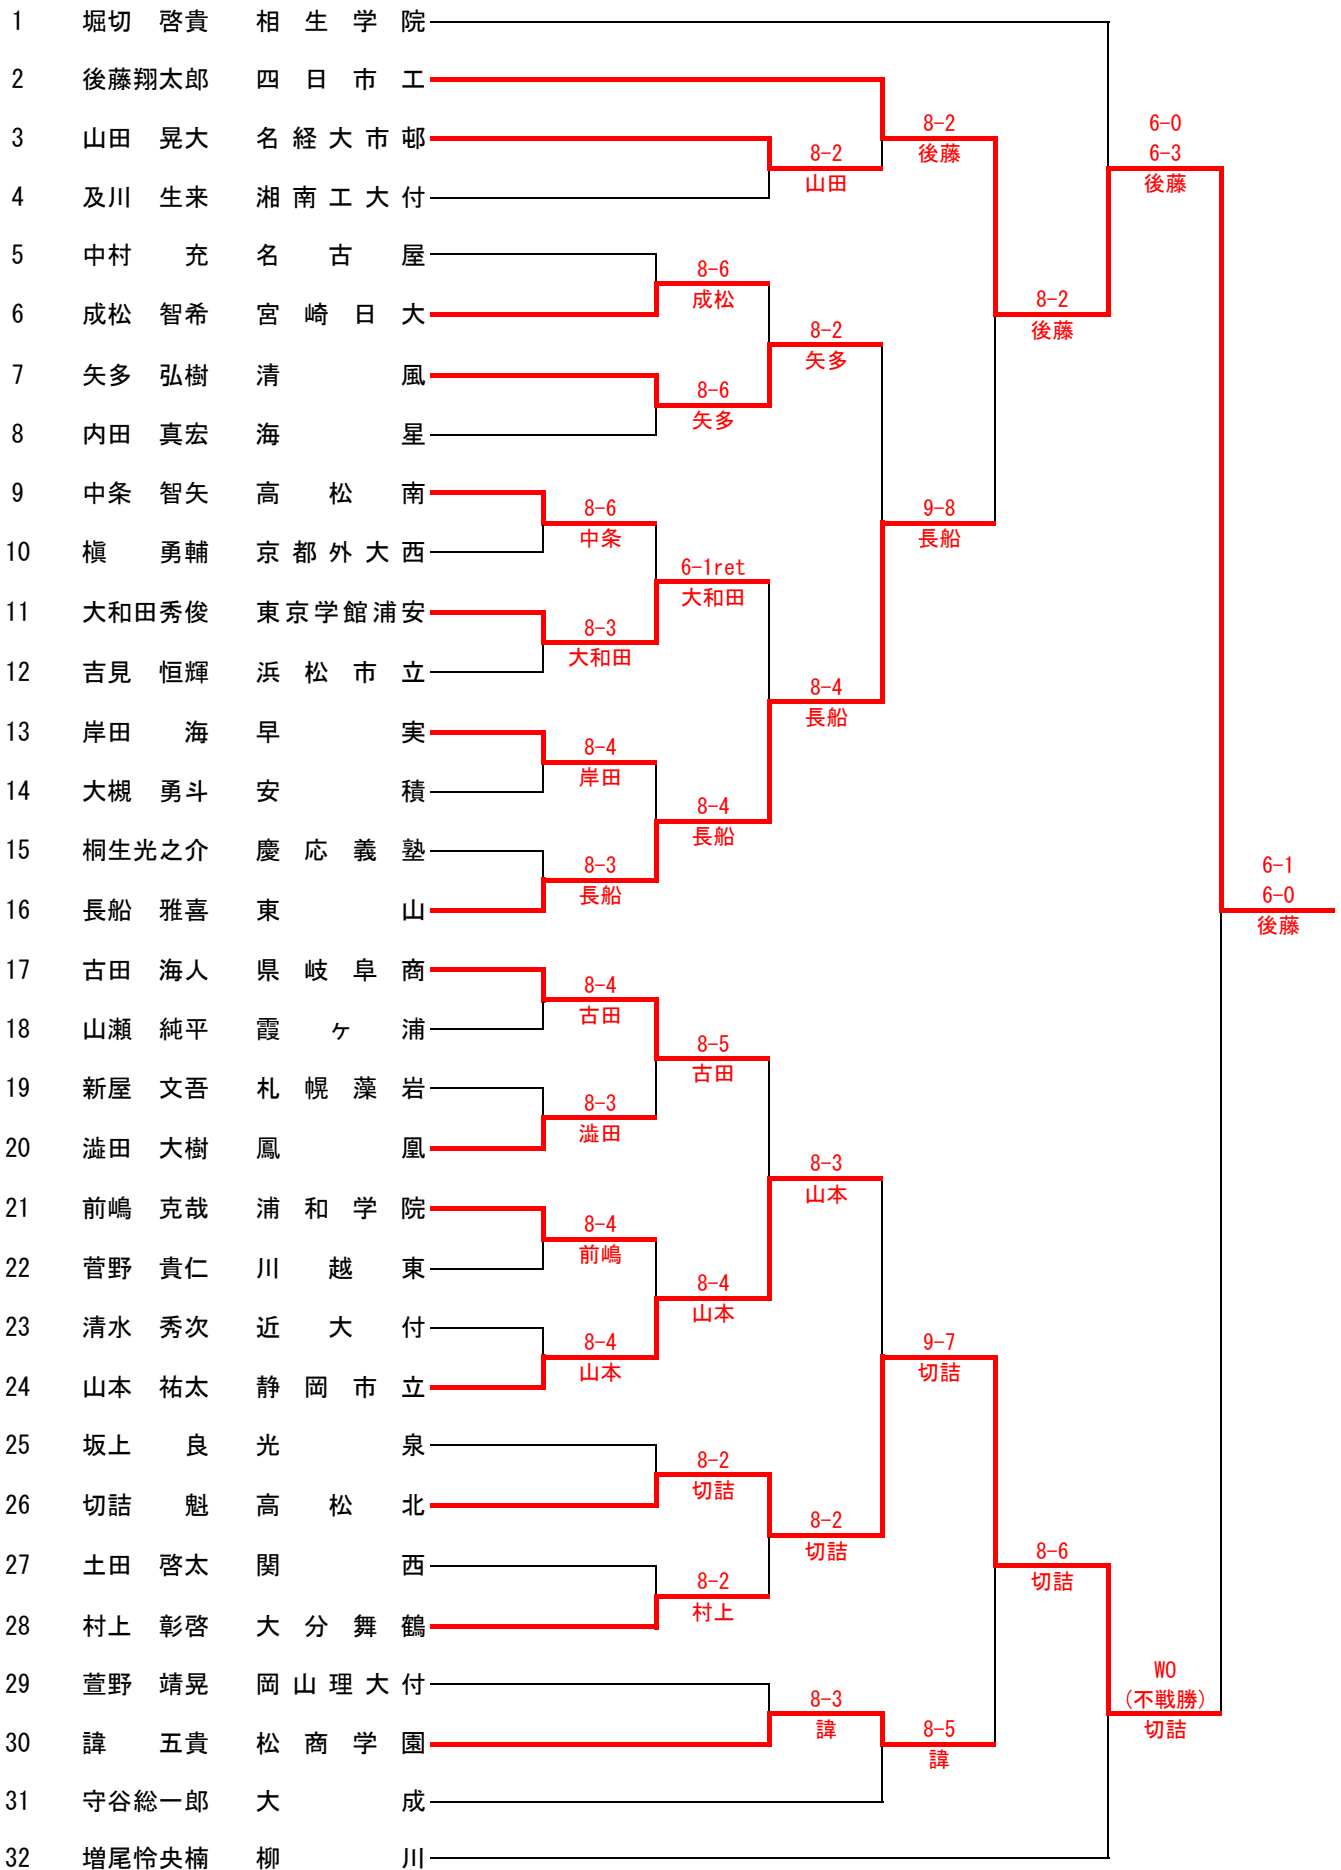 1 堀切 啓貴 相生学院
2 後藤翔太郎 四日市工
8-2
6-0
3 山田 晃大 名経大市邨
8-2
後藤
6-3
4 及川 生来 湘南工大付
山田
後藤
5 中村 充 名古屋
8-6
6 成松 智希 宮崎日大
成松
8-2
8-2
後藤
7 矢多 弘樹 清風
8-6
矢多
8 内田 真宏 海星
矢多
9 中条 智矢 高松南
8-6
9-8
10 槇 勇輔 京都外大西
中条
長船
6-1ret
11 大和田秀俊 東京学館浦安
8-3
大和田
12 吉見 恒輝 浜松市立
大和田
8-4
13 岸田 海 早実
8-4
長船
14 大槻 勇斗 安積
岸田
8-4
15 桐生光之介 慶応義塾
8-3
長船
6-1
16 長船 雅喜 東山
長船
6-0
後藤
17 古田 海人 県岐阜商
8-4
18 山瀬 純平 霞ヶ浦
古田
8-5
19 新屋 文吾 札幌藻岩
8-3
古田
20 澁田 大樹 鳳凰
澁田
8-3
21 前嶋 克哉 浦和学院
8-4
山本
22 菅野 貴仁 川越東
前嶋
8-4
23 清水 秀次 近大付
8-4
山本
9-7
24 山本 祐太 静岡市立
山本
切詰
25 坂上 良 光泉
8-2
26 切詰 魁 高松北
切詰
8-2
27 土田 啓太 関西
8-2
切詰
8-6
28 村上 彰啓 大分舞鶴
村上
切詰
29 萱野 靖晃 岡山理大付
8-3
WO
(不戦勝)
30 諱 五貴 松商学園
諱
8-5
切詰
31 守谷総一郎 大成
諱
32 増尾怜央楠 柳川